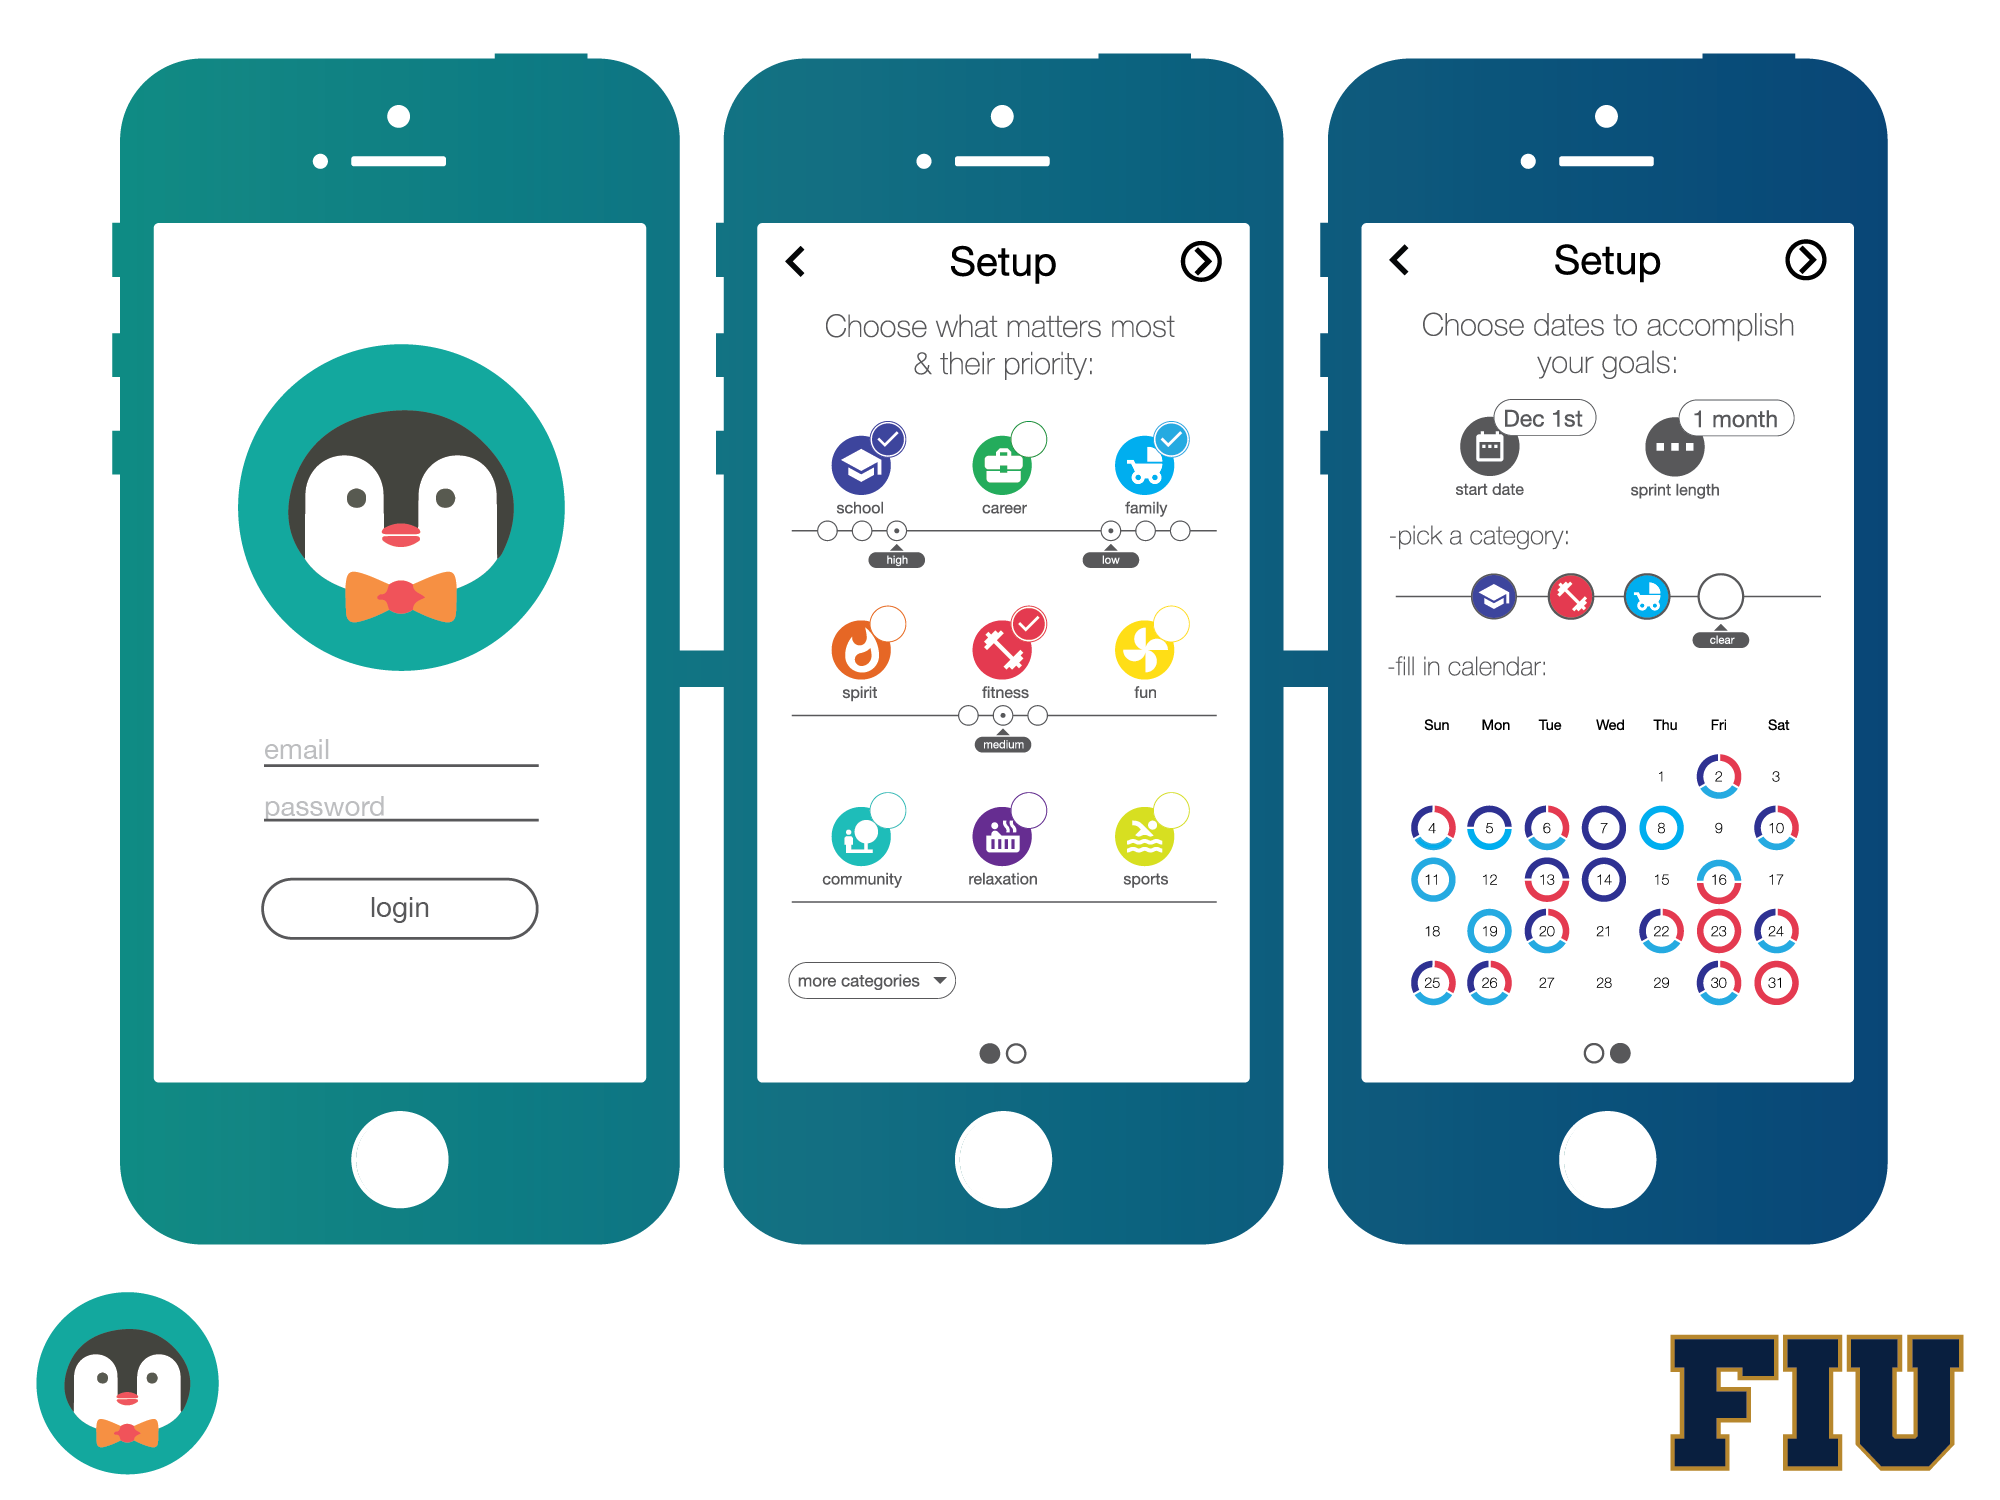 email
password
login
Setup
Choose what matters most
& their priority:
school
career
family
high
low
spirit
fitness
fun
medium
community
relaxation
sports
more categories
Setup
Choose dates to accomplish
your goals:
Dec 1st
1 month
start date
sprint length
-pick a category:
clear
-fill in calendar:
Sun Mon Tue Wed Thu Fri Sat
1 2 3
4 5 6 7 8 9 10
11 12 13 14 15 16 17
18 19 20 21 22 23 24
25 26 27 28 29 30 31
FIU